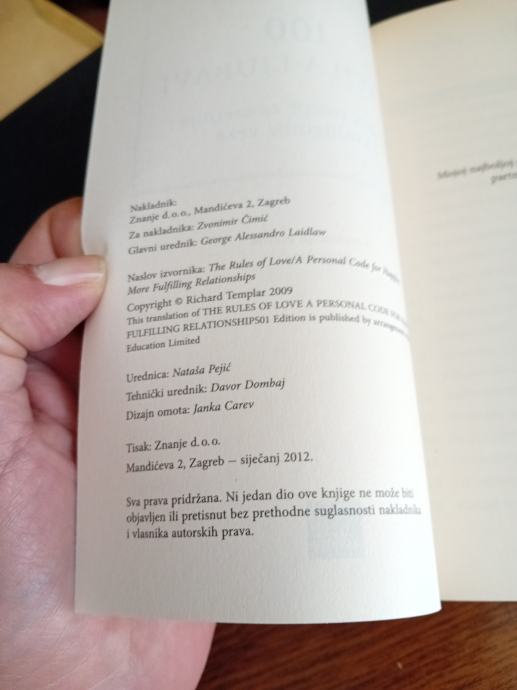 Nakladnik:
Znanje d. o. o., Mandićeva 2, Zagreb
Za nakladnika: Zvonimir Čimić
Glavni urednik: George Alessandro Laidlaw
Naslov izvornika: The Rules of Love/A Personal Code for
More Fulfilling Relationships
Copyright © Richard Templar 2009
This translation of THE RULES OF LOVE A PERSONAL CODE
FULFILLING RELATIONSHIPS01 Edition is published by
Education Limited
Urednica: Nataša Pejić
Tehnički urednik: Davor Dombaj
Dizajn omota: Janka Carev
Tisak: Znanje d. o. o.
Mandićeva 2, Zagreb – siječanj 2012.
Sva prava pridržana. Ni jedan dio ove knjige ne može biti
objavljen ili pretisnut bez prethodne suglasnosti nakladnika
i vlasnika autorskih prava.